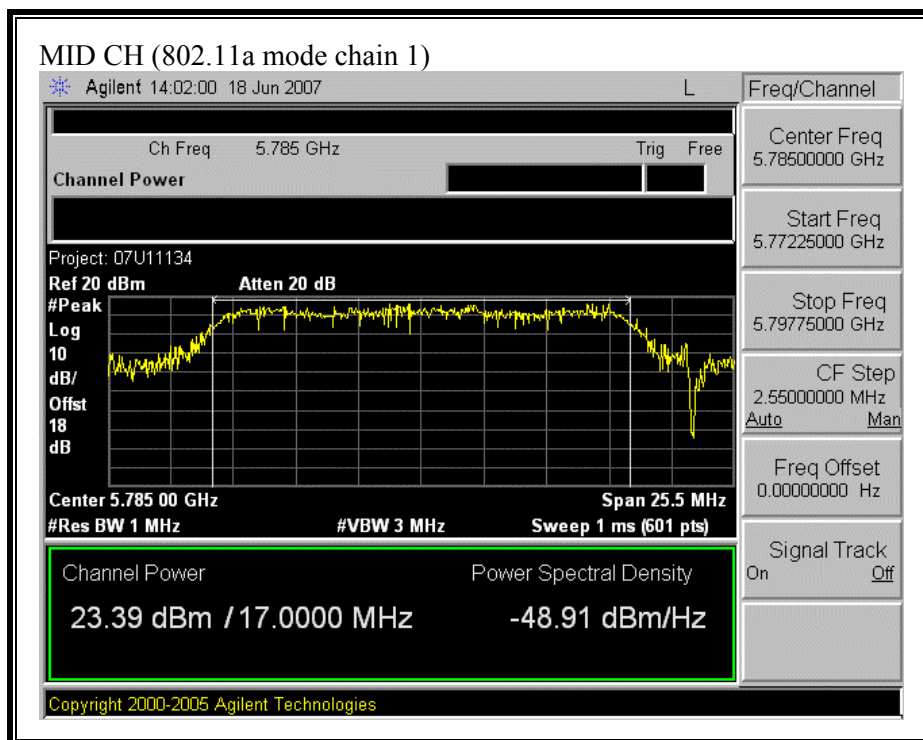 MID CH (802.11a mode chain 1)
Agilent 14:02:00 18 Jun 2007 L
Freq/Channel
Ch Freq 5.785 GHz Trig Free
Channel Power
Center Freq
5.78500000 GHz
Start Freq
5.77225000 GHz
Stop Freq
5.79775000 GHz
CF Step
2.55000000 MHz
Auto Man
Freq Offset
0.00000000 Hz
Signal Track
On Off
Project: 07U11134
Ref 20 dBm Atten 20 dB
#Peak
Log
10
dB/
Offst
18
dB
Center 5.785 00 GHz Span 25.5 MHz
#Res BW 1 MHz #VBW 3 MHz Sweep 1 ms (601 pts)
Channel Power Power Spectral Density
23.39 dBm / 17.0000 MHz -48.91 dBm/Hz
Copyright 2000-2005 Agilent Technologies